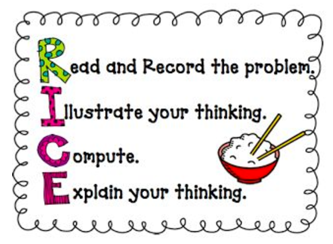 Read and Record the problem.
Illustrate your thinking.
Compute.
Explain your thinking.